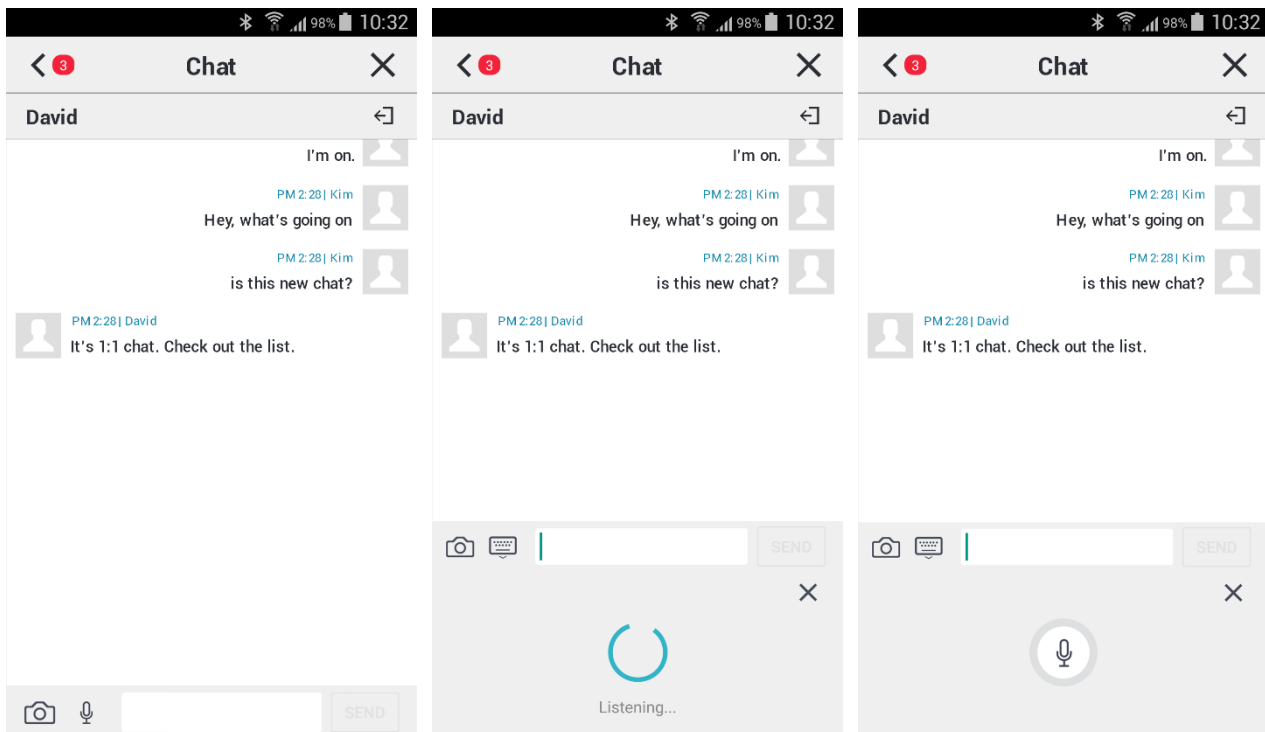 98% 10:32
3 Chat
David
I'm on.
PM 2:28| Kim
Hey, what's going on
PM 2:28| Kim
is this new chat?
PM 2:28| David
It's 1:1 chat. Check out the list.
SEND
98% 10:32
3 Chat
David
I'm on.
PM 2:28| Kim
Hey, what's going on
PM 2:28| Kim
is this new chat?
PM 2:28| David
It's 1:1 chat. Check out the list.
SEND
Listening...
98% 10:32
3 Chat
David
I'm on.
PM 2:28| Kim
Hey, what's going on
PM 2:28| Kim
is this new chat?
PM 2:28| David
It's 1:1 chat. Check out the list.
SEND